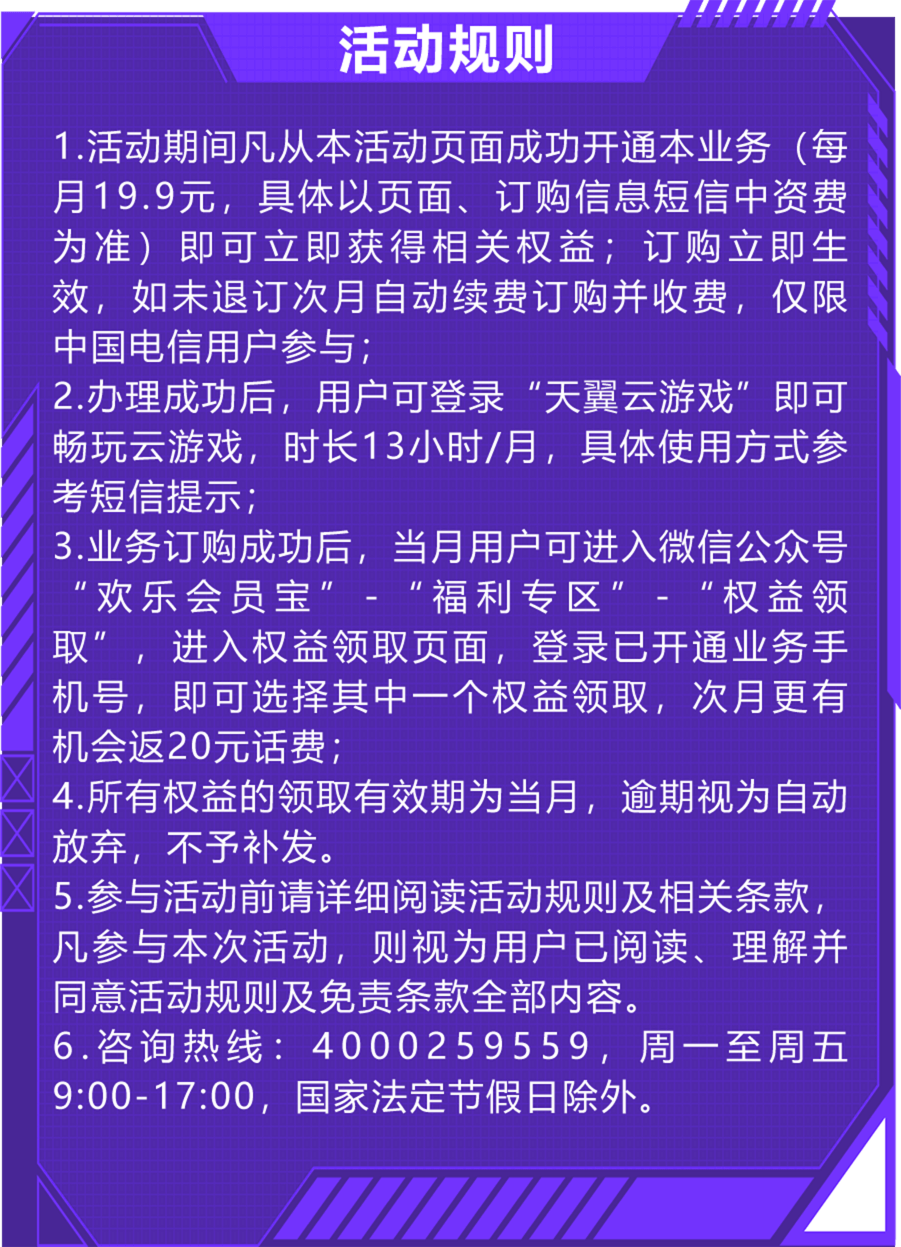 活动规则
1.活动期间凡从本活动页面成功开通本业务（每
月19.9元，具体以页面、订购信息短信中资费
为准）即可立即获得相关权益；订购立即生
效，如未退订次月自动续费订购并收费，仅限
中国电信用户参与；
2.办理成功后，用户可登录“天翼云游戏”即可
畅玩云游戏，时长13小时/月，具体使用方式参
考短信提示；
3.业务订购成功后，当月用户可进入微信公众号
“欢乐会员宝”-“福利专区”-“权益领
取”，进入权益领取页面，登录已开通业务手
机号，即可选择其中一个权益领取，次月更有
机会返20元话费；
4.所有权益的领取有效期为当月，逾期视为自动
放弃，不予补发。
5.参与活动前请详细阅读活动规则及相关条款，
凡参与本次活动，则视为用户已阅读、理解并
同意活动规则及免责条款全部内容。
6.咨询热线：4000259559，周一至周五
9:00-17:00，国家法定节假日除外。